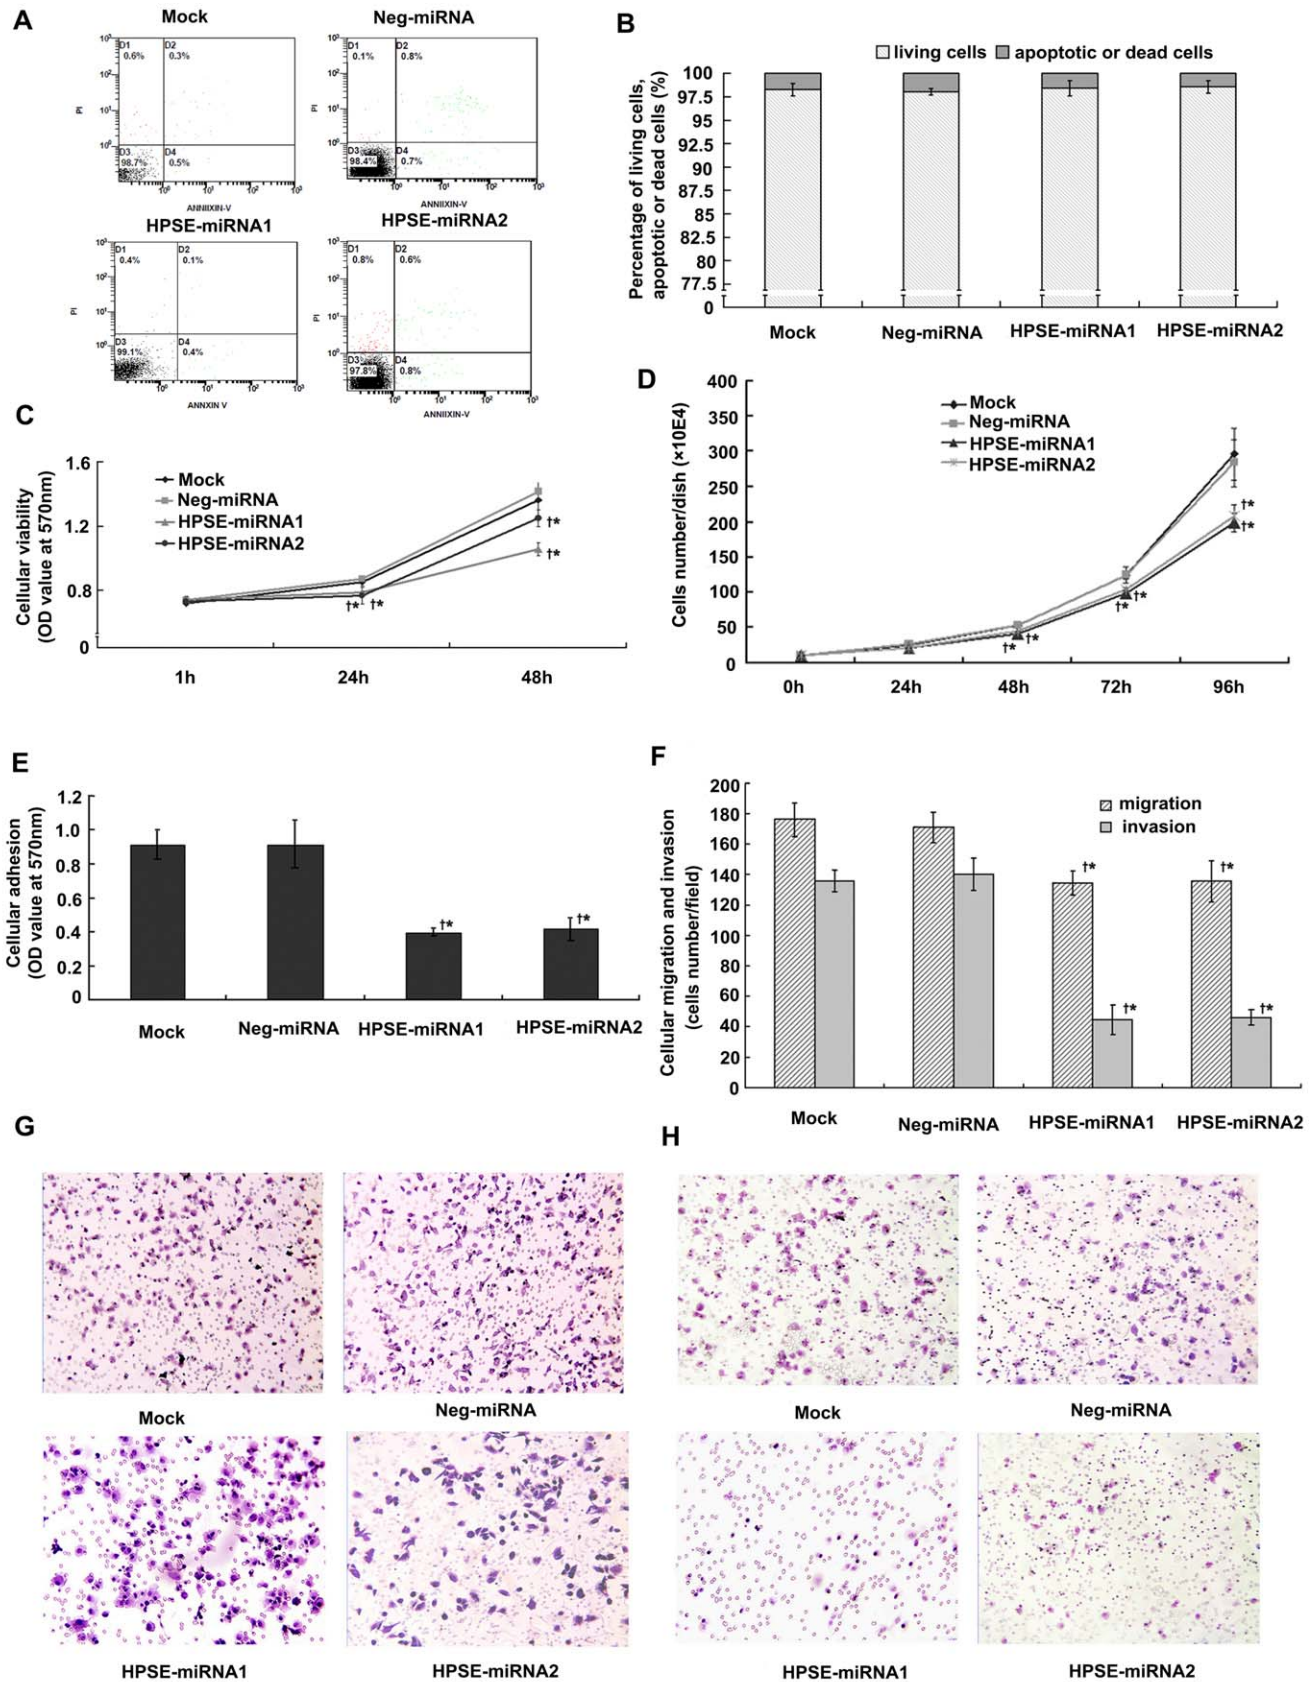 A
Mock
Neg-miRNA
D1
0.6%
D2
0.3%
D3
98.7%
D4
0.5%
PI
ANNIIXIN-V
D1
0.1%
D2
0.8%
D3
98.4%
D4
0.7%
PI
ANNIIXIN-V
HPSE-miRNA1
HPSE-miRNA2
D1
0.4%
D2
0.1%
D3
99.1%
D4
0.4%
PI
ANNXIN V
D1
0.8%
D2
0.6%
D3
97.8%
D4
0.8%
PI
ANNIIXIN-V
B
living cells
apoptotic or dead cells
Percentage of living cells,
apoptotic or dead cells (%)
100
97.5
95
92.5
90
87.5
85
82.5
80
77.5
0
Mock
Neg-miRNA
HPSE-miRNA1
HPSE-miRNA2
C
Cellular viability
(OD value at 570nm)
1.6
1.2
0.8
0
Mock
Neg-miRNA
HPSE-miRNA1
HPSE-miRNA2
†*
†*
†*
†*
1h
24h
48h
D
Cells number/dish (×10E4)
400
350
300
250
200
150
100
50
0
Mock
Neg-miRNA
HPSE-miRNA1
HPSE-miRNA2
†*
†*
†*
†*
†*
†*
0h
24h
48h
72h
96h
E
Cellular adhesion
(OD value at 570nm)
1.2
1.0
0.8
0.6
0.4
0.2
0
†*
†*
Mock
Neg-miRNA
HPSE-miRNA1
HPSE-miRNA2
F
Cellular migration and invasion
(cells number/field)
200
180
160
140
120
100
80
60
40
20
0
migration
invasion
†*
†*
†*
†*
Mock
Neg-miRNA
HPSE-miRNA1
HPSE-miRNA2
G
Mock
Neg-miRNA
HPSE-miRNA1
HPSE-miRNA2
H
Mock
Neg-miRNA
HPSE-miRNA1
HPSE-miRNA2